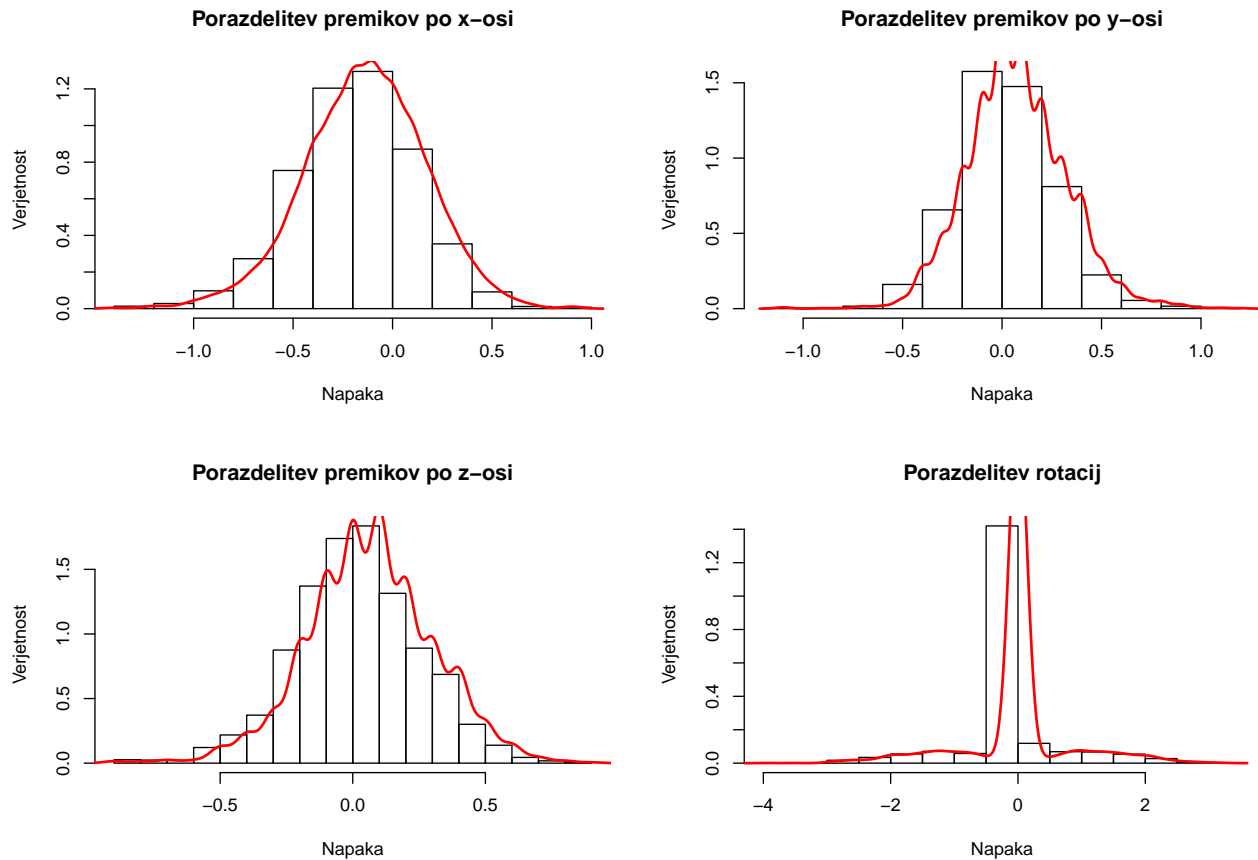 Porazdelitev premikov po x−osi
Verjetnost
0.0 0.4 0.8 1.2
−1.0 −0.5 0.0 0.5 1.0
Napaka
Porazdelitev premikov po y−osi
Verjetnost
0.0 0.5 1.0 1.5
−1.0 −0.5 0.0 0.5 1.0
Napaka
Porazdelitev premikov po z−osi
Verjetnost
0.0 0.5 1.0 1.5
−0.5 0.0 0.5
Napaka
Porazdelitev rotacij
Verjetnost
0.0 0.4 0.8 1.2
−4 −2 0 2
Napaka